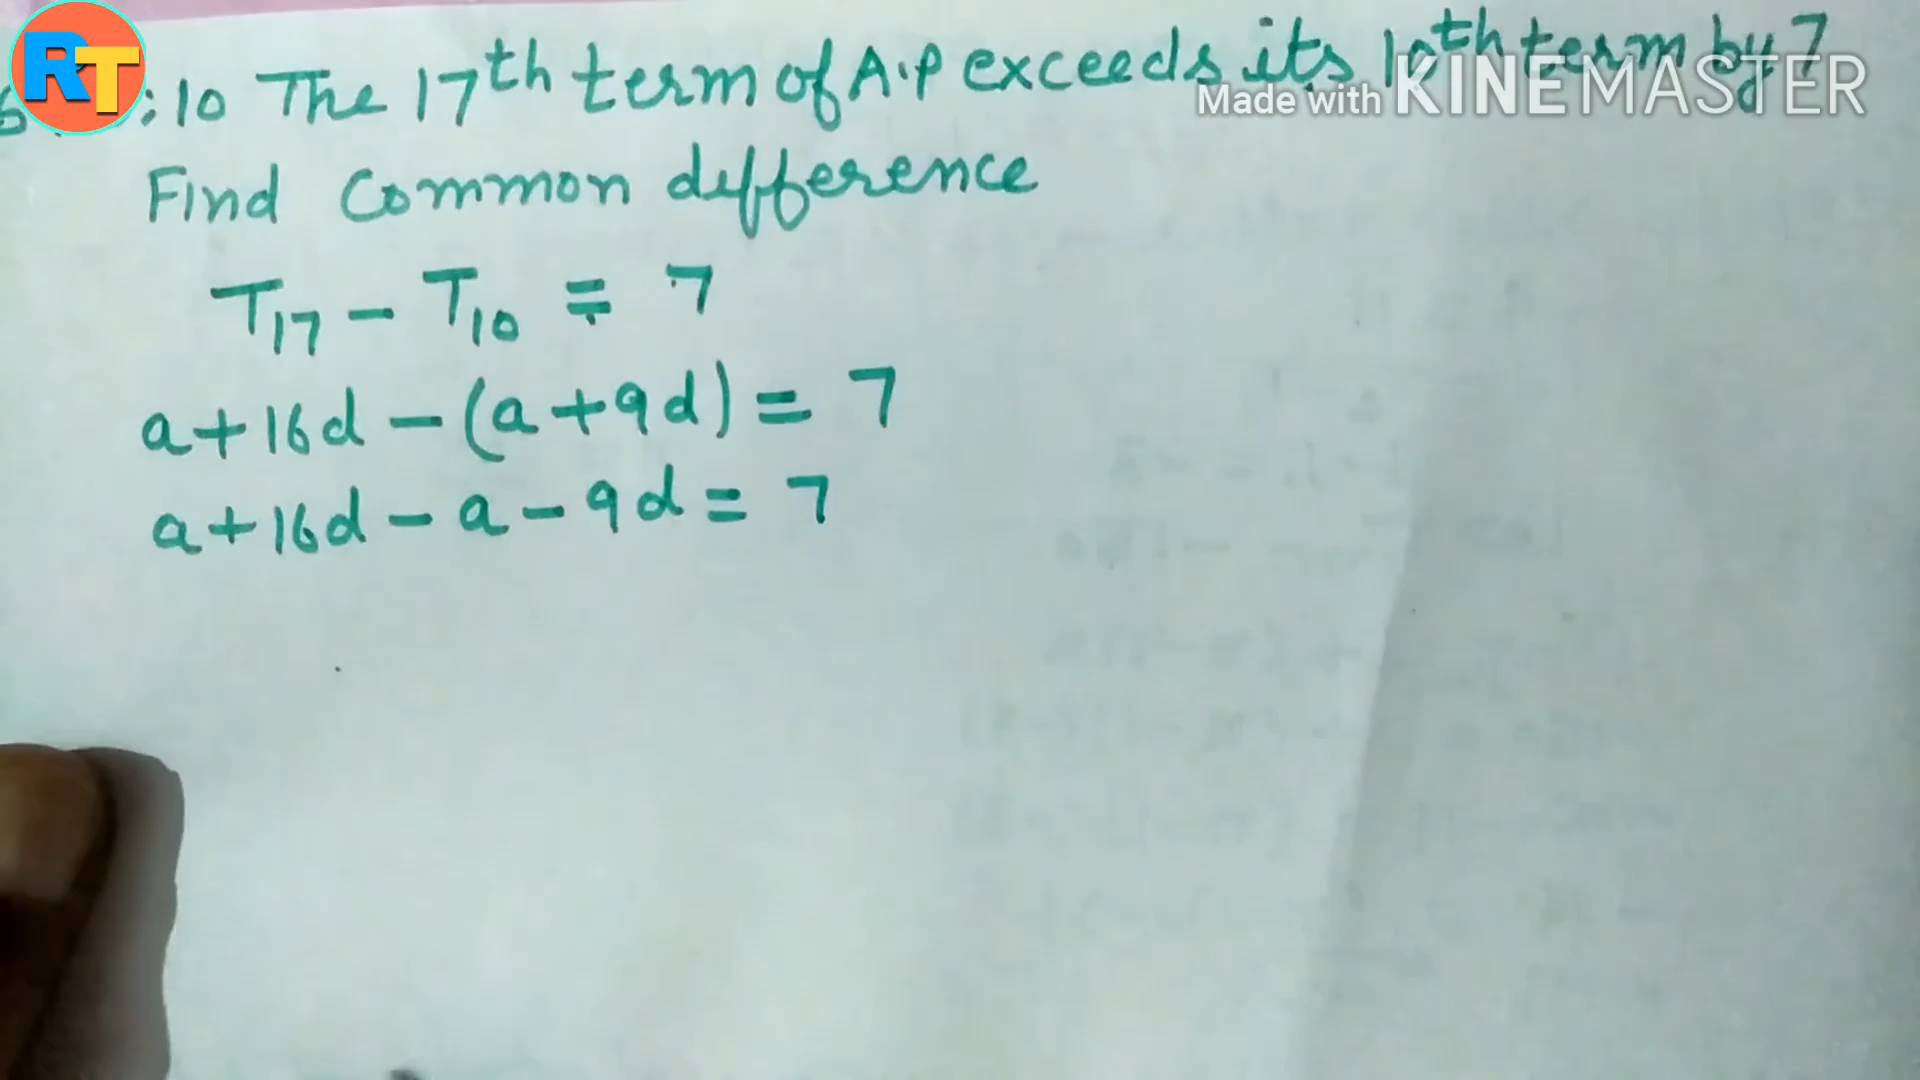 RT
:10 The 17th term of A.P exceeds its 10th term by 7
Made with KINEMASTER
Find Common difference
T17 - T10 = 7
a+16d - (a+9d) = 7
a+16d - a - 9d = 7